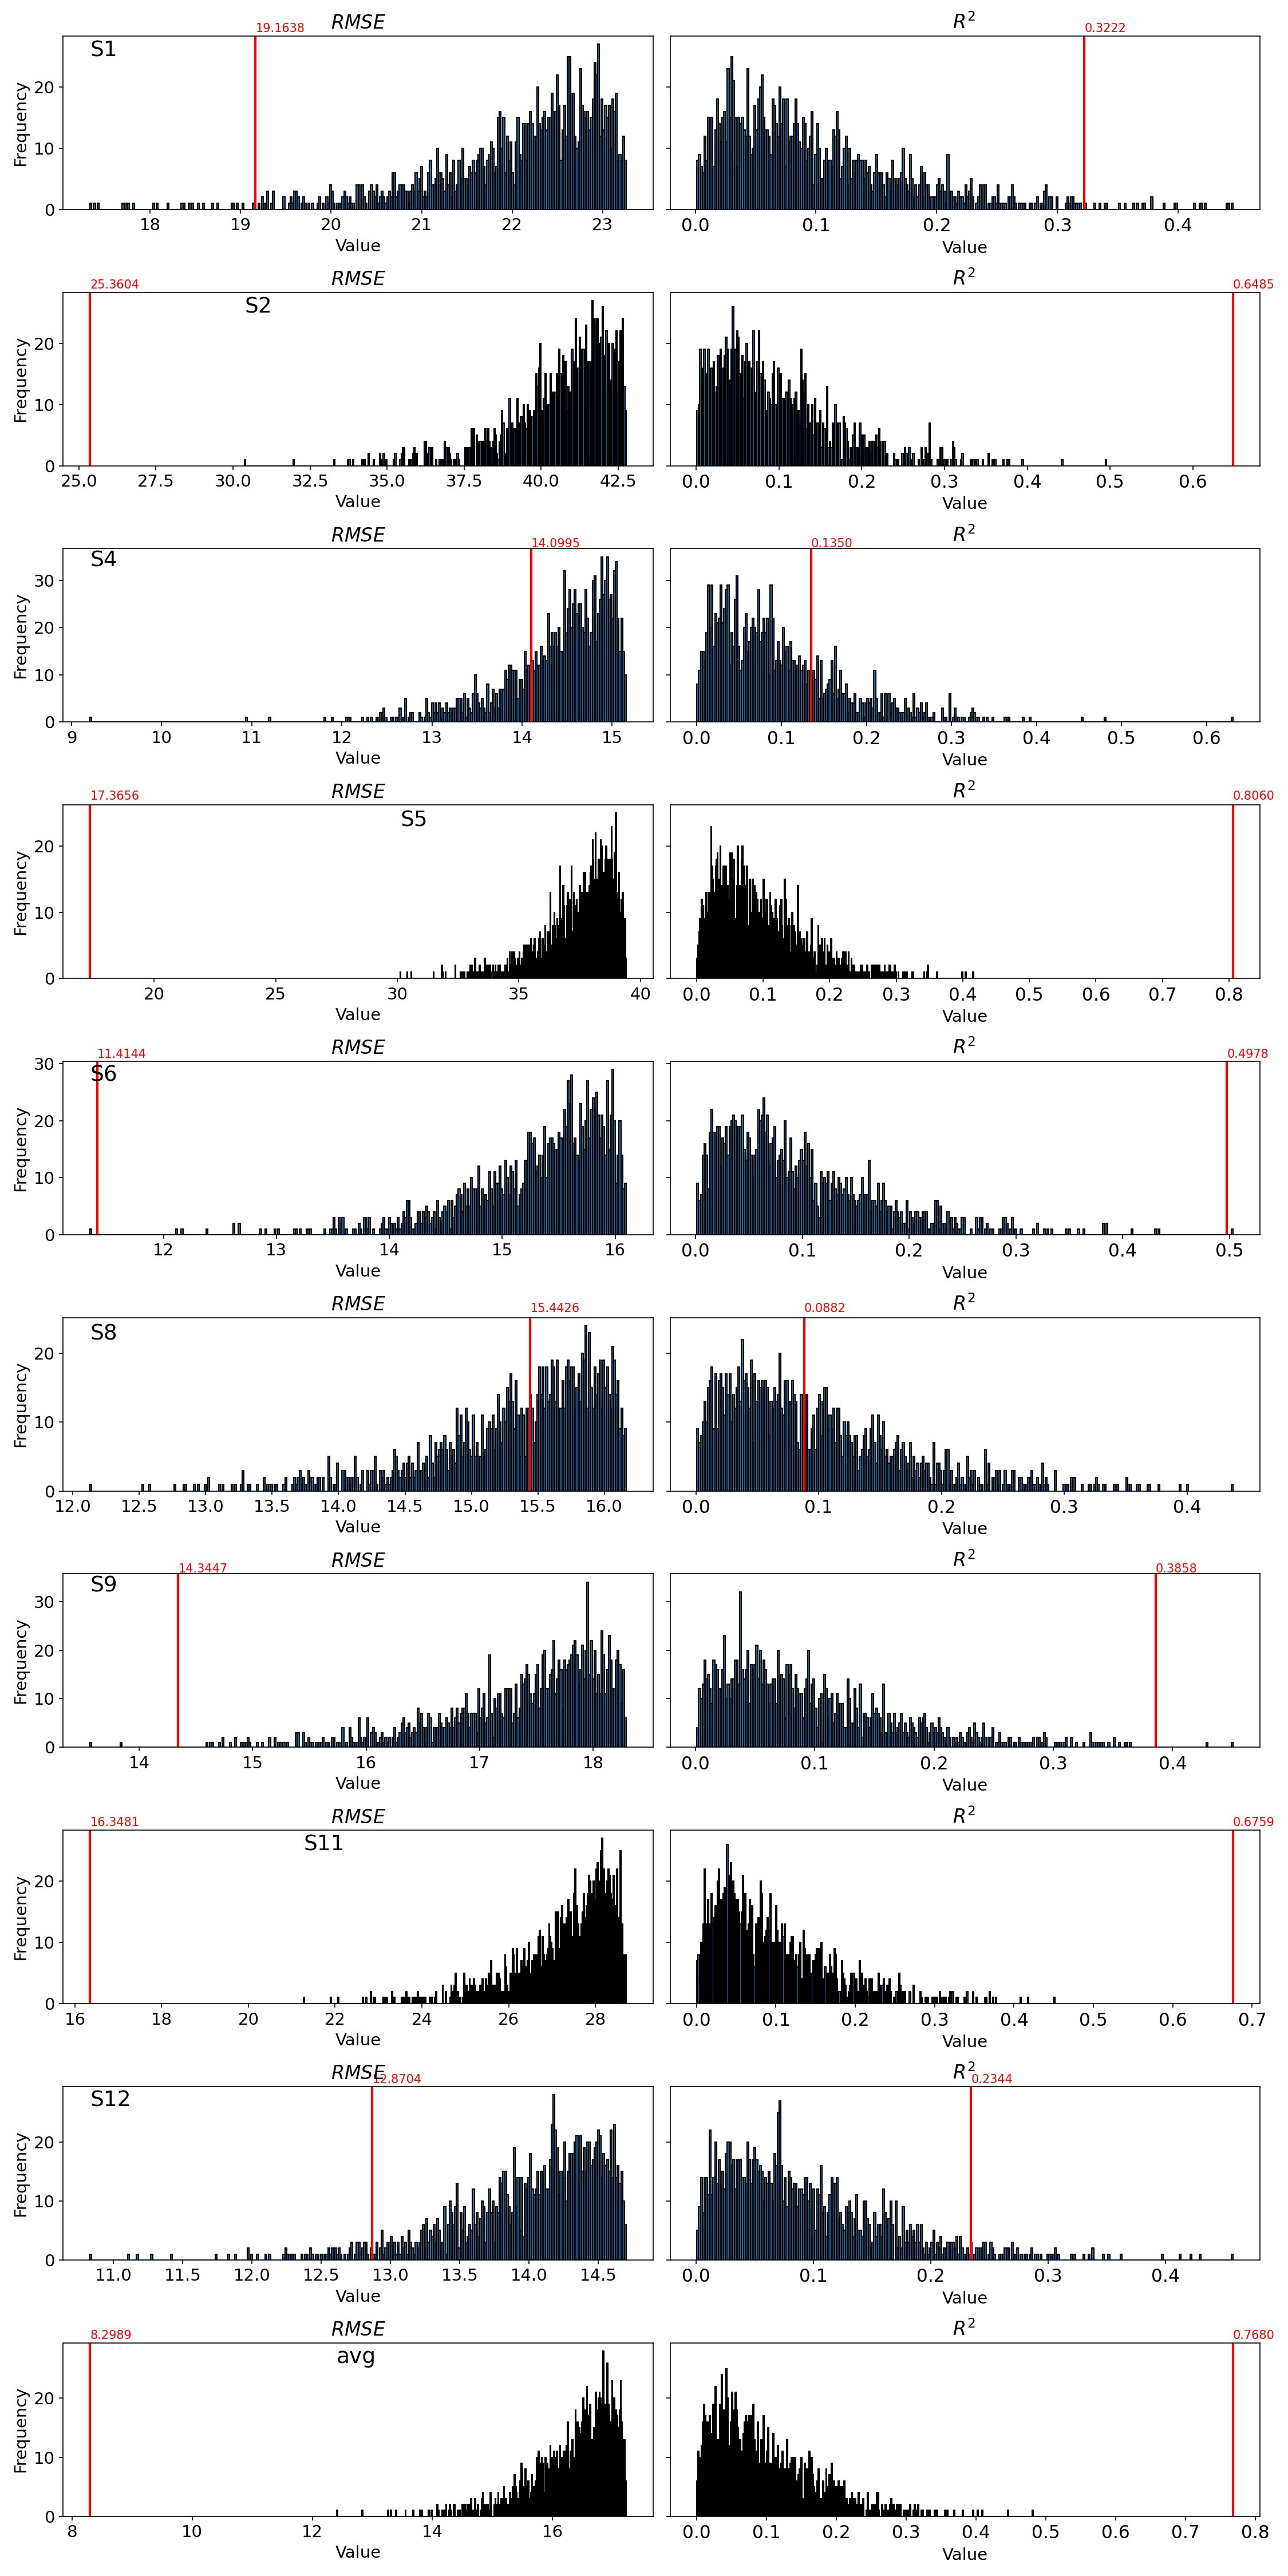 RMSE R²
19.1638 0.3222
S1
20
10
0
Frequency
18 19 20 21 22 23
Value
0.0 0.1 0.2 0.3 0.4
Value
RMSE R²
25.3604 0.6485
S2
20
10
0
Frequency
25.0 27.5 30.0 32.5 35.0 37.5 40.0 42.5
Value
0.0 0.1 0.2 0.3 0.4 0.5 0.6
Value
RMSE R²
14.0995 0.1350
S4
30
20
10
0
Frequency
9 10 11 12 13 14 15
Value
0.0 0.1 0.2 0.3 0.4 0.5 0.6
Value
RMSE R²
17.3656 0.8060
S5
20
10
0
Frequency
20 25 30 35 40
Value
0.0 0.1 0.2 0.3 0.4 0.5 0.6 0.7 0.8
Value
RMSE R²
11.4144 0.4978
S6
30
20
10
0
Frequency
12 13 14 15 16
Value
0.0 0.1 0.2 0.3 0.4 0.5
Value
RMSE R²
15.4426 0.0882
S8
20
10
0
Frequency
12.0 12.5 13.0 13.5 14.0 14.5 15.0 15.5 16.0
Value
0.0 0.1 0.2 0.3 0.4
Value
RMSE R²
14.3447 0.3858
S9
30
20
10
0
Frequency
14 15 16 17 18
Value
0.0 0.1 0.2 0.3 0.4
Value
RMSE R²
16.3481 0.6759
S11
20
10
0
Frequency
16 18 20 22 24 26 28
Value
0.0 0.1 0.2 0.3 0.4 0.5 0.6 0.7
Value
RMSE R²
12.8704 0.2344
S12
20
10
0
Frequency
11.0 11.5 12.0 12.5 13.0 13.5 14.0 14.5
Value
0.0 0.1 0.2 0.3 0.4
Value
RMSE R²
8.2989 0.7680
avg
20
10
0
Frequency
8 10 12 14 16
Value
0.0 0.1 0.2 0.3 0.4 0.5 0.6 0.7 0.8
Value